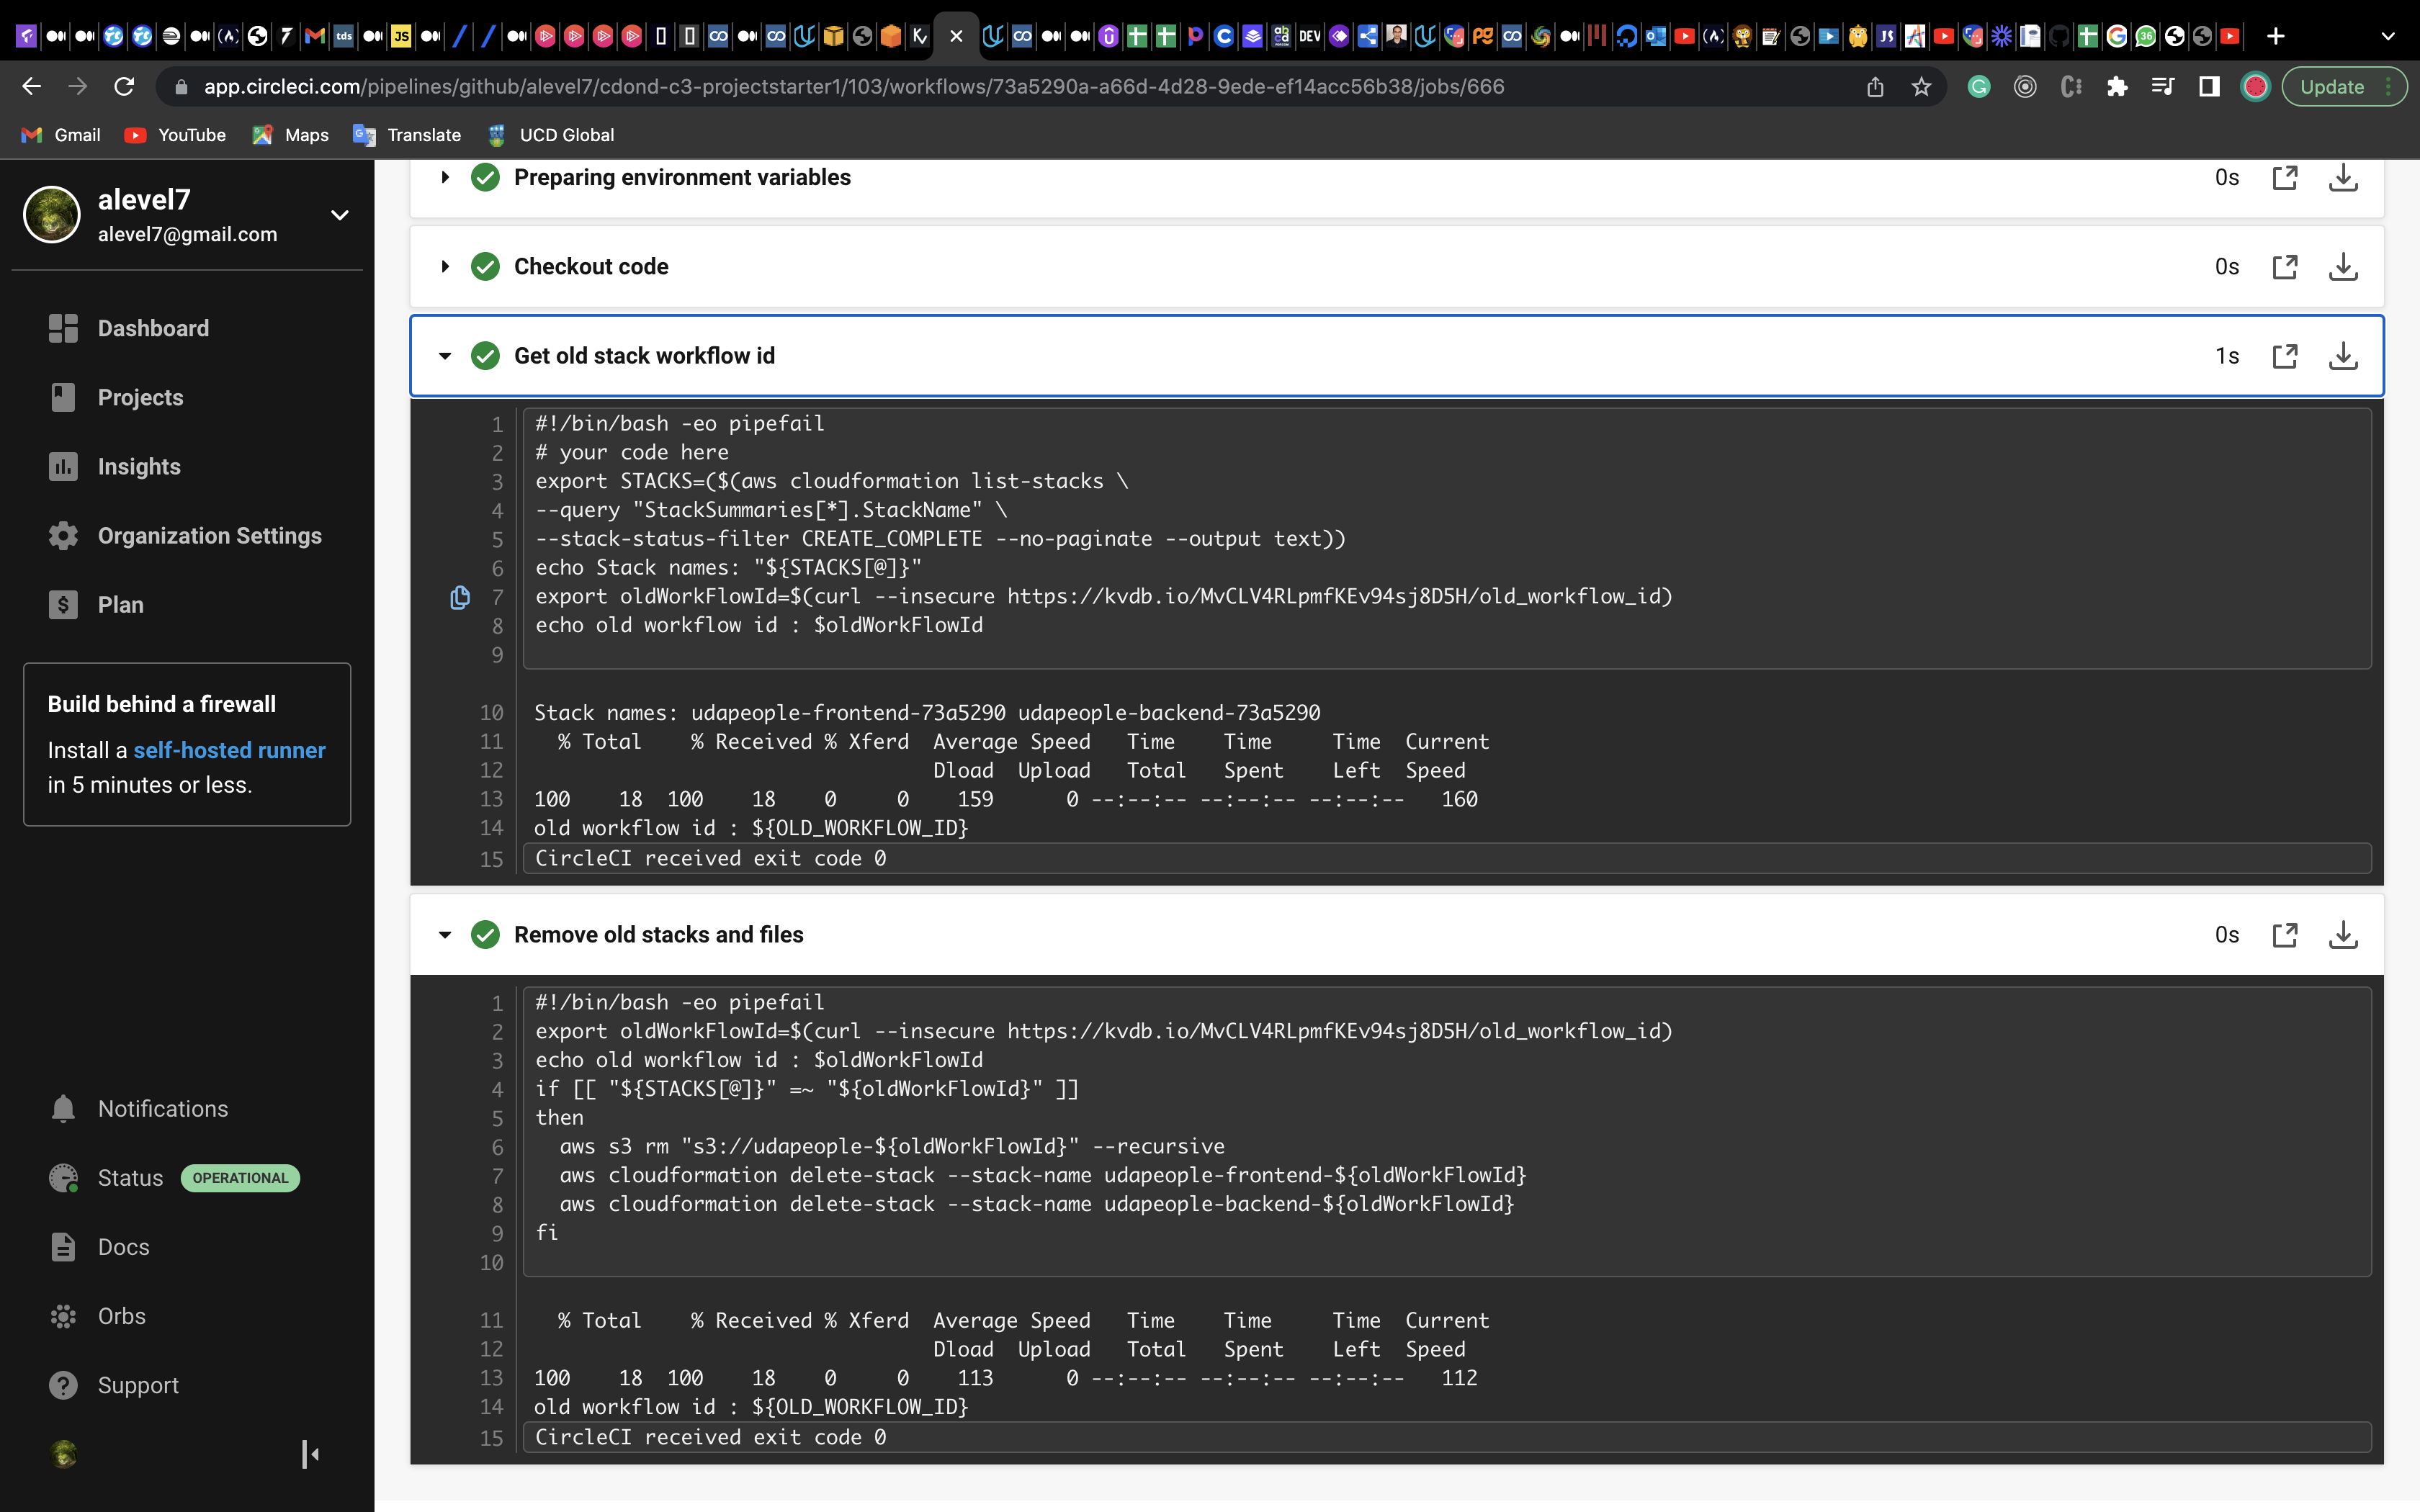 app.circleci.com/pipelines/github/alevel7/cdond-c3-projectstarter1/103/workflows/73a5290a-a66d-4d28-9ede-ef14acc56b38/jobs/666
Update
Gmail
YouTube
Maps
Translate
UCD Global
alevel7
alevel7@gmail.com
Dashboard
Projects
Insights
Organization Settings
Plan
Build behind a firewall
Install a self-hosted runner
in 5 minutes or less.
Notifications
Status OPERATIONAL
Docs
Orbs
Support
Preparing environment variables 0s
Checkout code 0s
Get old stack workflow id 1s
1 #!/bin/bash -eo pipefail
2 # your code here
3 export STACKS=($(aws cloudformation list-stacks \
4 --query "StackSummaries[*].StackName" \
5 --stack-status-filter CREATE_COMPLETE --no-paginate --output text))
6 echo Stack names: "${STACKS[@]}"
7 export oldWorkFlowId=$(curl --insecure https://kvdb.io/MvCLV4RLpmfKEv94sj8D5H/old_workflow_id)
8 echo old workflow id : $oldWorkFlowId
9
10 Stack names: udapeople-frontend-73a5290 udapeople-backend-73a5290
11 % Total % Received % Xferd Average Speed Time Time Time Current
12 Dload Upload Total Spent Left Speed
13 100 18 100 18 0 0 159 0 --:--:-- --:--:-- --:--:-- 160
14 old workflow id : ${OLD_WORKFLOW_ID}
15 CircleCI received exit code 0
Remove old stacks and files 0s
1 #!/bin/bash -eo pipefail
2 export oldWorkFlowId=$(curl --insecure https://kvdb.io/MvCLV4RLpmfKEv94sj8D5H/old_workflow_id)
3 echo old workflow id : $oldWorkFlowId
4 if [[ "${STACKS[@]}" =~ "${oldWorkFlowId}" ]]
5 then
6 aws s3 rm "s3://udapeople-${oldWorkFlowId}" --recursive
7 aws cloudformation delete-stack --stack-name udapeople-frontend-${oldWorkFlowId}
8 aws cloudformation delete-stack --stack-name udapeople-backend-${oldWorkFlowId}
9 fi
10
11 % Total % Received % Xferd Average Speed Time Time Time Current
12 Dload Upload Total Spent Left Speed
13 100 18 100 18 0 0 113 0 --:--:-- --:--:-- --:--:-- 112
14 old workflow id : ${OLD_WORKFLOW_ID}
15 CircleCI received exit code 0